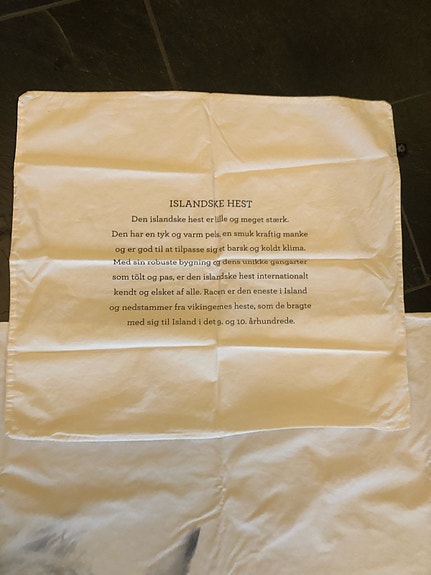 ISLANDSKE HEST
Den islandske hest er lille og meget stærk.
Den har en tyk og varm pels, en smuk kraftig manke
og er god til at tilpasse sig et barsk og koldt klima.
Med sin robuste bygning og dens unikke gangarter
som tölt og pas, er den islandske hest internationalt
kendt og elsket af alle. Racen er den eneste i Island
og nedstammer fra vikingernes heste, som de bragte
med sig til Island i det 9. og 10. århundrede.